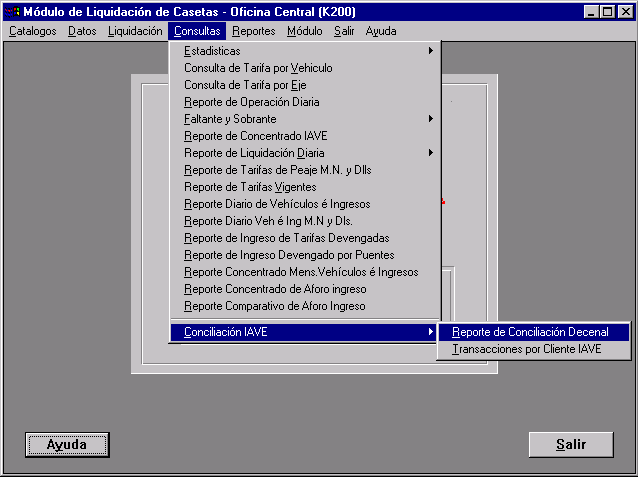 Módulo de Liquidación de Casetas - Oficina Central (K200)
Catalogos Datos Liquidación Consultas Reportes Módulo Salir Ayuda
Estadisticas
Consulta de Tarifa por Vehiculo
Consulta de Tarifa por Eje
Reporte de Operación Diaria
Faltante y Sobrante
Reporte de Concentrado IAVE
Reporte de Liquidación Diaria
Reporte de Tarifas de Peaje M.N. y Dlls
Reporte de Tarifas Vigentes
Reporte Diario de Vehículos é Ingresos
Reporte Diario Veh é Ing M.N y Dls.
Reporte de Ingreso de Tarifas Devengadas
Reporte de Ingreso Devengado por Puentes
Reporte Concentrado Mens.Vehículos é Ingresos
Reporte Concentrado de Aforo ingreso
Reporte Comparativo de Aforo Ingreso
Conciliación IAVE
Reporte de Conciliación Decenal
Transacciones por Cliente IAVE
Ayuda
Salir